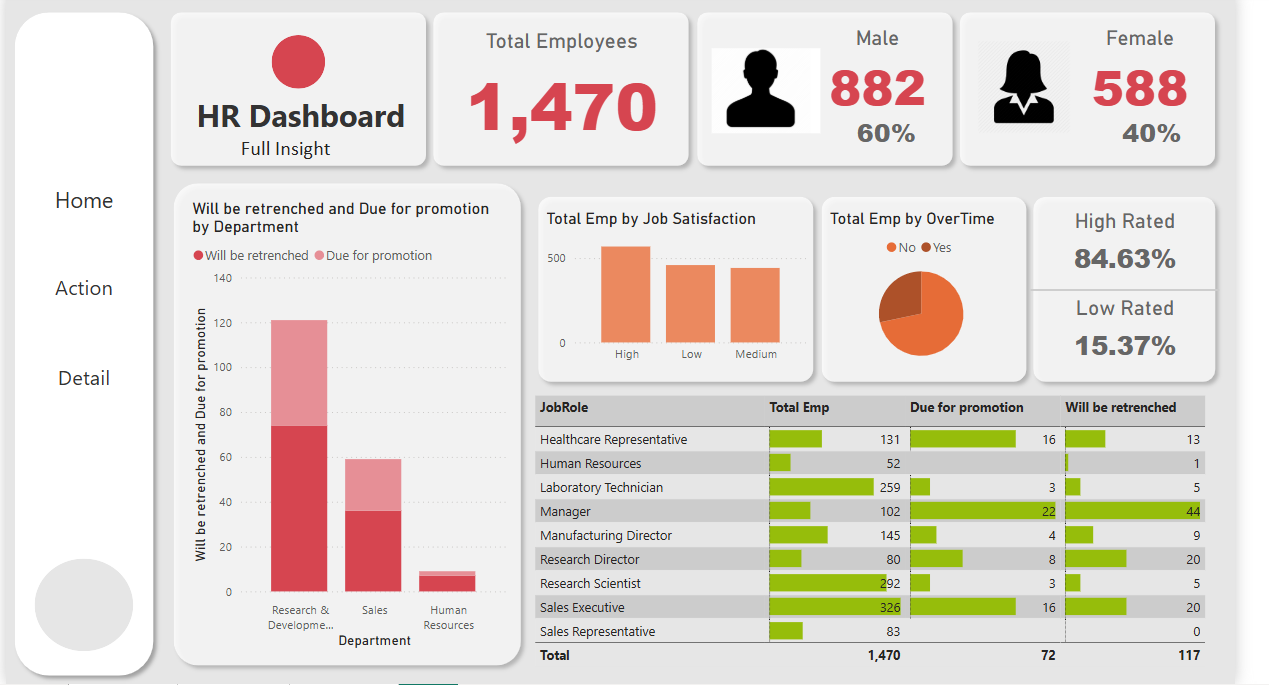 Home
Action
Detail
HR Dashboard
Full Insight
Total Employees
1,470
Male
882
60%
Female
588
40%
Will be retrenched and Due for promotion
by Department
Will be retrenched Due for promotion
Will be retrenched and Due for promotion
140
120
100
80
60
40
20
0
Research &
Developme...
Sales
Human
Resources
Department
Total Emp by Job Satisfaction
500
0
High Low Medium
Total Emp by OverTime
No Yes
High Rated
84.63%
Low Rated
15.37%
JobRole Total Emp Due for promotion Will be retrenched
Healthcare Representative 131 16 13
Human Resources 52 1
Laboratory Technician 259 3 5
Manager 102 22 44
Manufacturing Director 145 4 9
Research Director 80 8 20
Research Scientist 292 3 5
Sales Executive 326 16 20
Sales Representative 83 0
Total 1,470 72 117